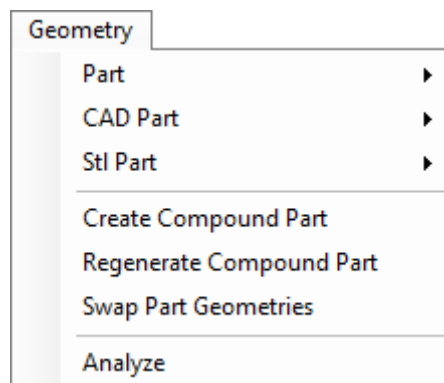 Geometry
Part
CAD Part
Stl Part
Create Compound Part
Regenerate Compound Part
Swap Part Geometries
Analyze